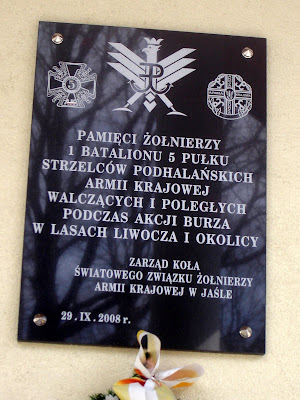 PAMIĘCI ŻOŁNIERZY
1 BATALIONU 5 PUŁKU
STRZELCÓW PODHALAŃSKICH
ARMII KRAJOWEJ
WALCZĄCYCH I POLEGŁYCH
PODCZAS AKCJI BURZA
W LASACH LIWOCZA I OKOLICY
ZARZĄD KOŁA
ŚWIATOWEGO ZWIĄZKU ŻOŁNIERZY
ARMII KRAJOWEJ W JAŚLE
29.IX.2008 r.